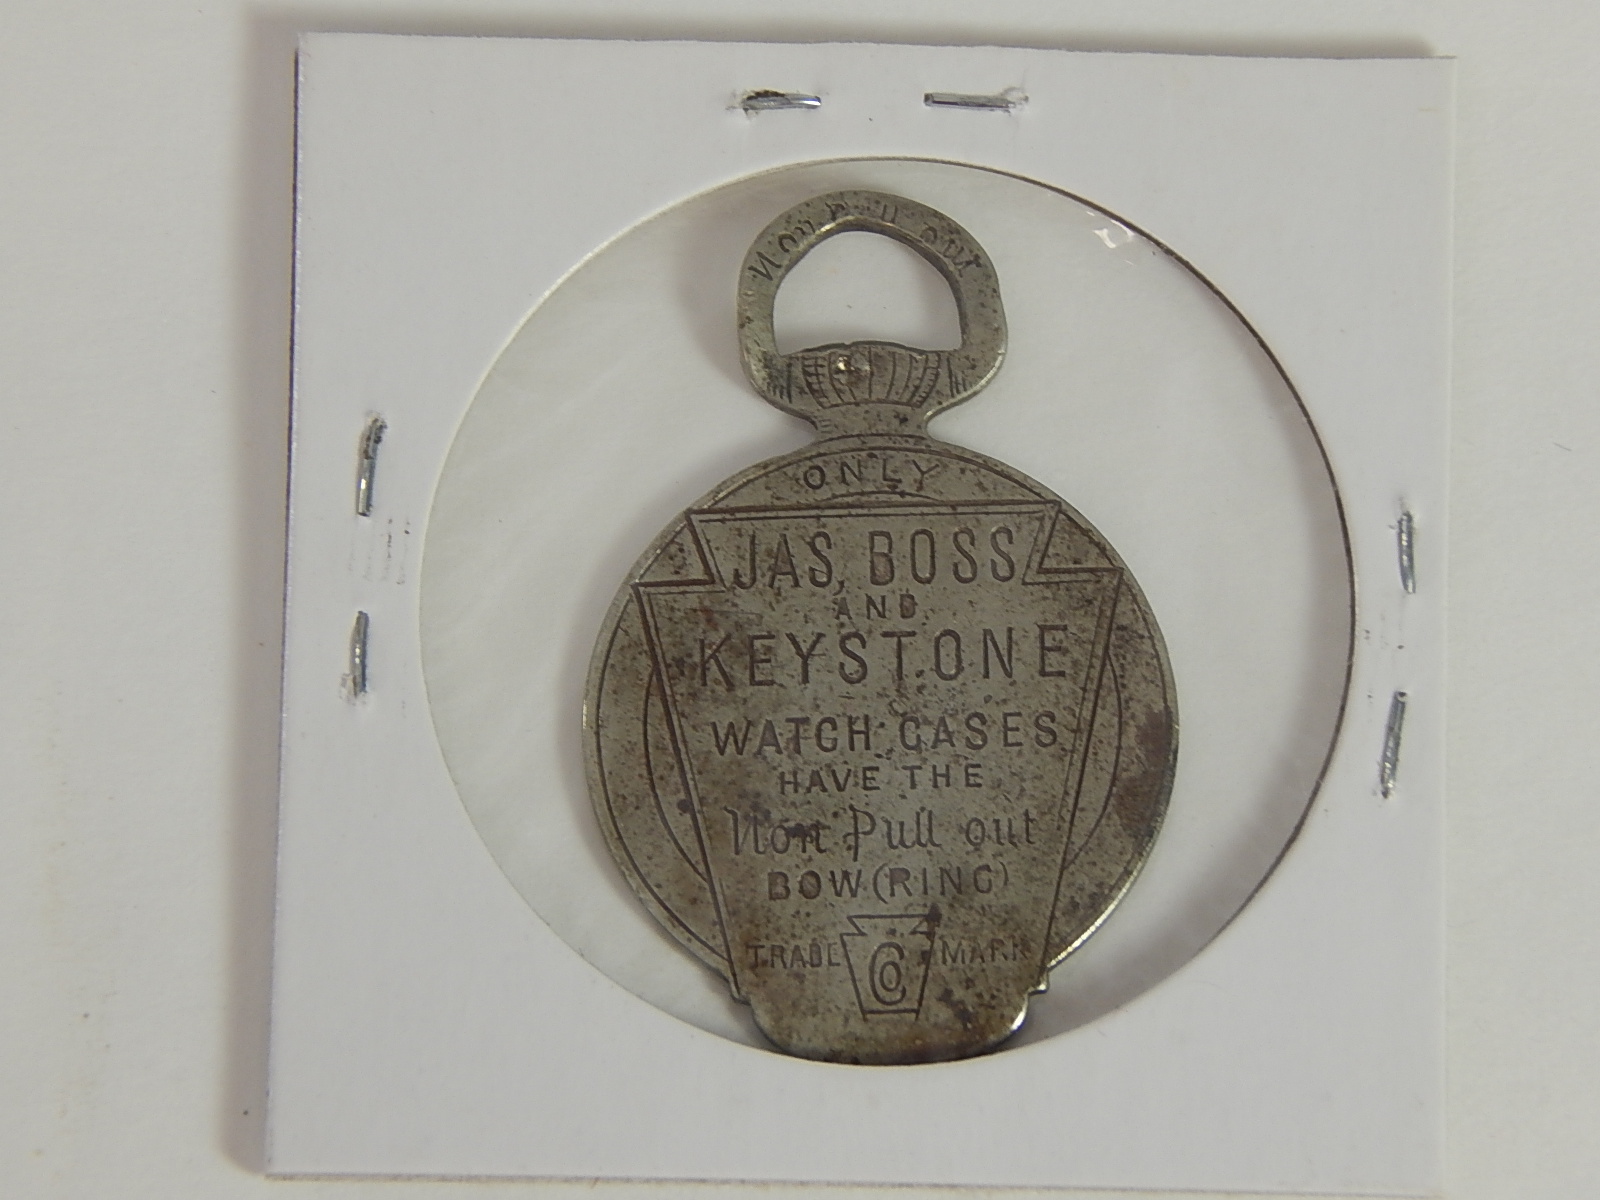 Non Pull out
ONLY
JAS. BOSS
AND
KEYSTONE
WATCH CASES
HAVE THE
Non Pull out
BOW (RING)
TRADE Co MARK